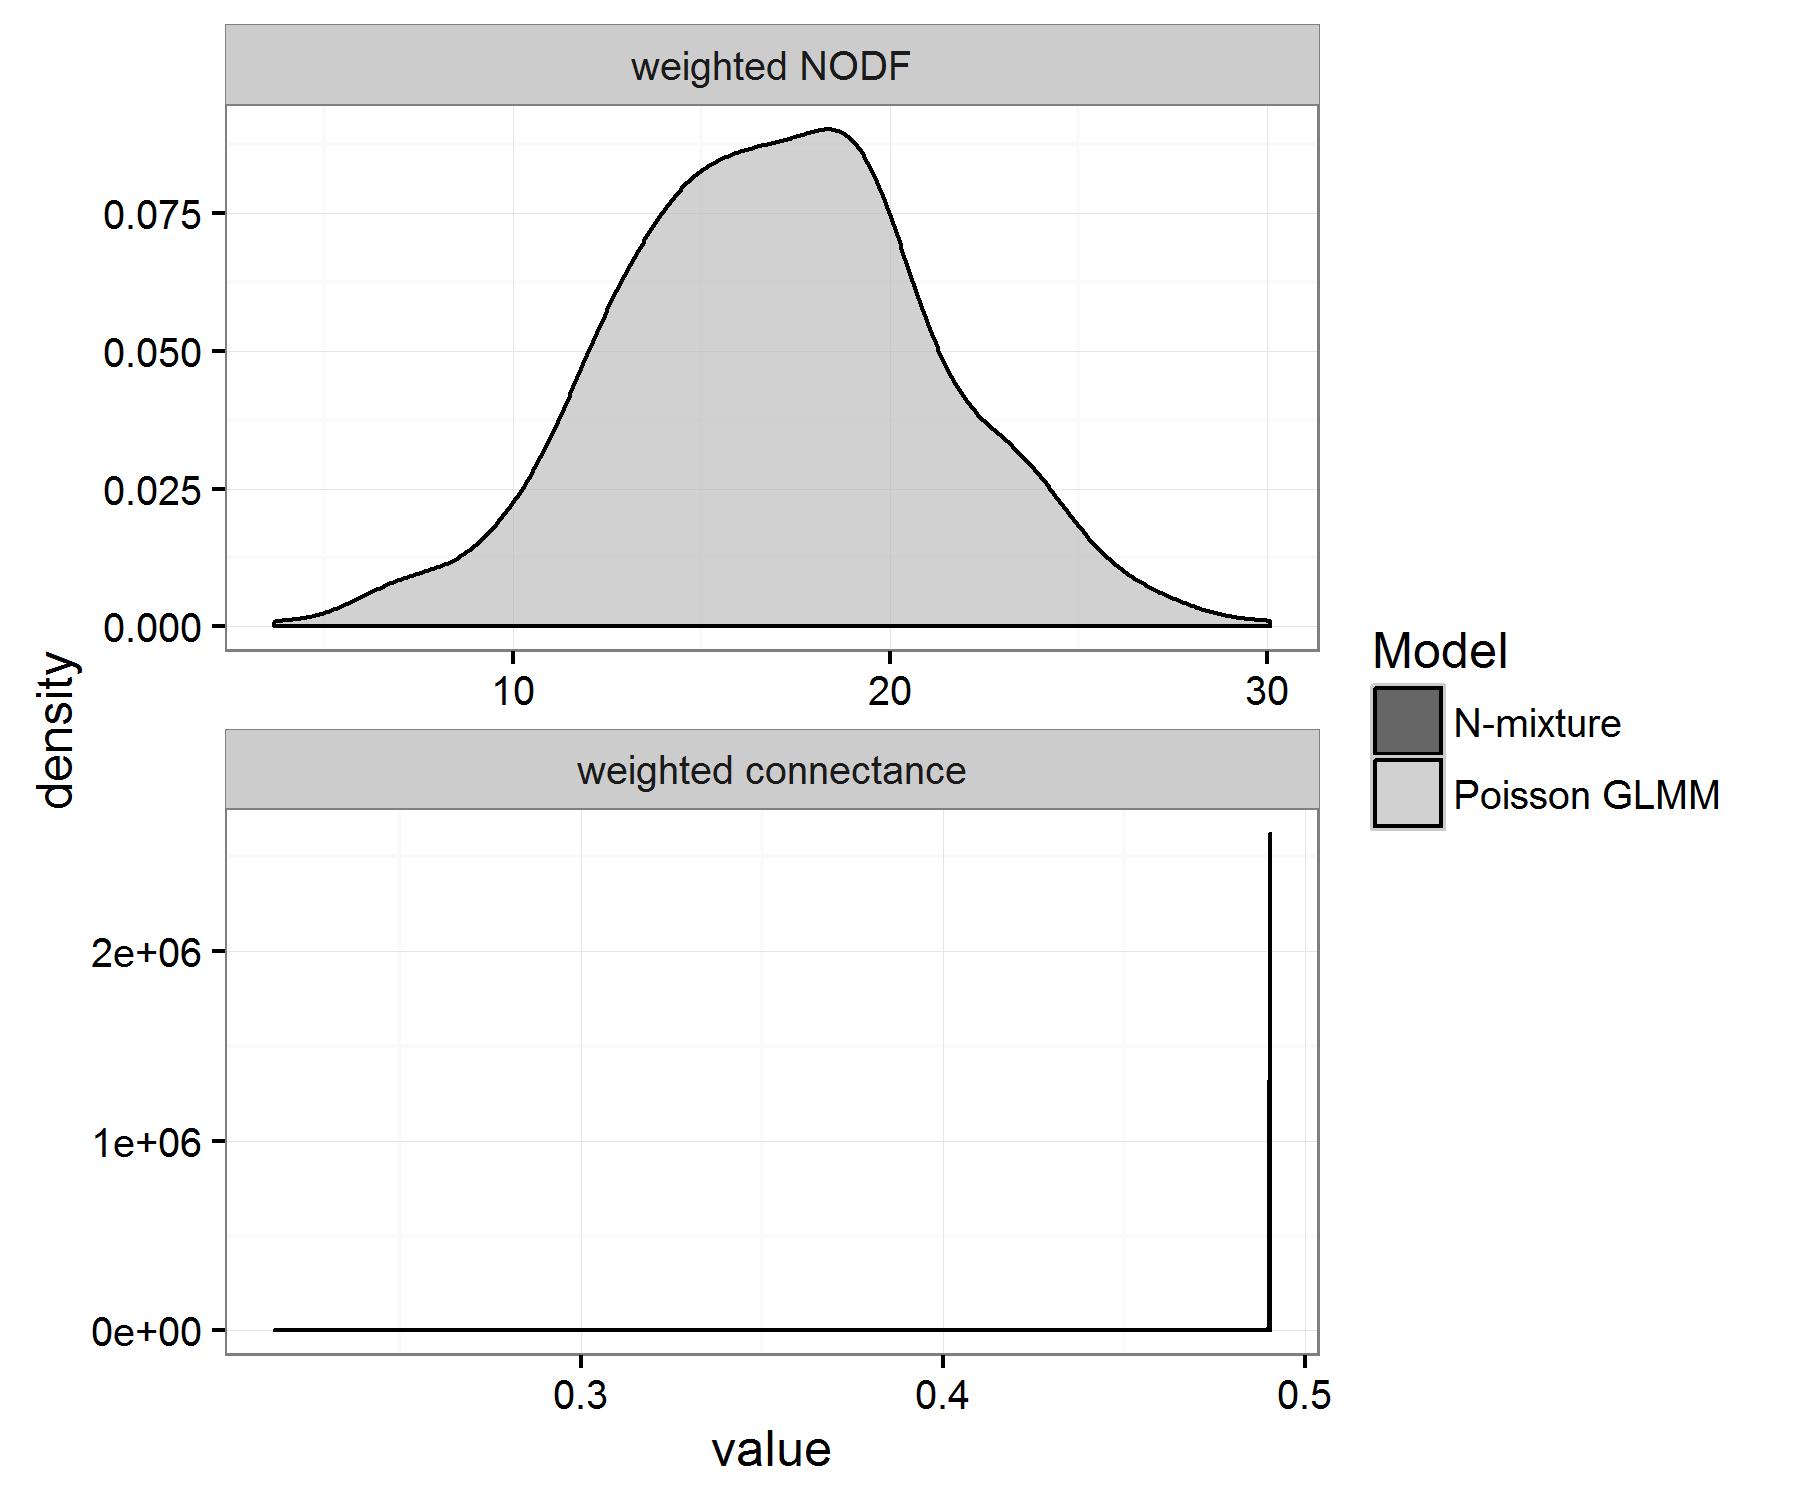 weighted NODF
0.075
0.050
0.025
0.000
10 20 30
density
weighted connectance
2e+06
1e+06
0e+00
0.3 0.4 0.5
value
Model
N-mixture
Poisson GLMM